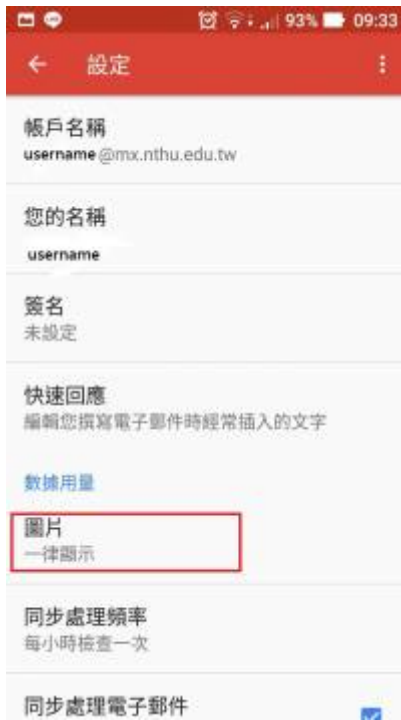 93% 09:33
設定
帳戶名稱
username@mx.nthu.edu.tw
您的名稱
username
簽名
未設定
快速回應
編輯您撰寫電子郵件時經常插入的文字
數據用量
圖片
一律顯示
同步處理頻率
每小時檢查一次
同步處理電子郵件